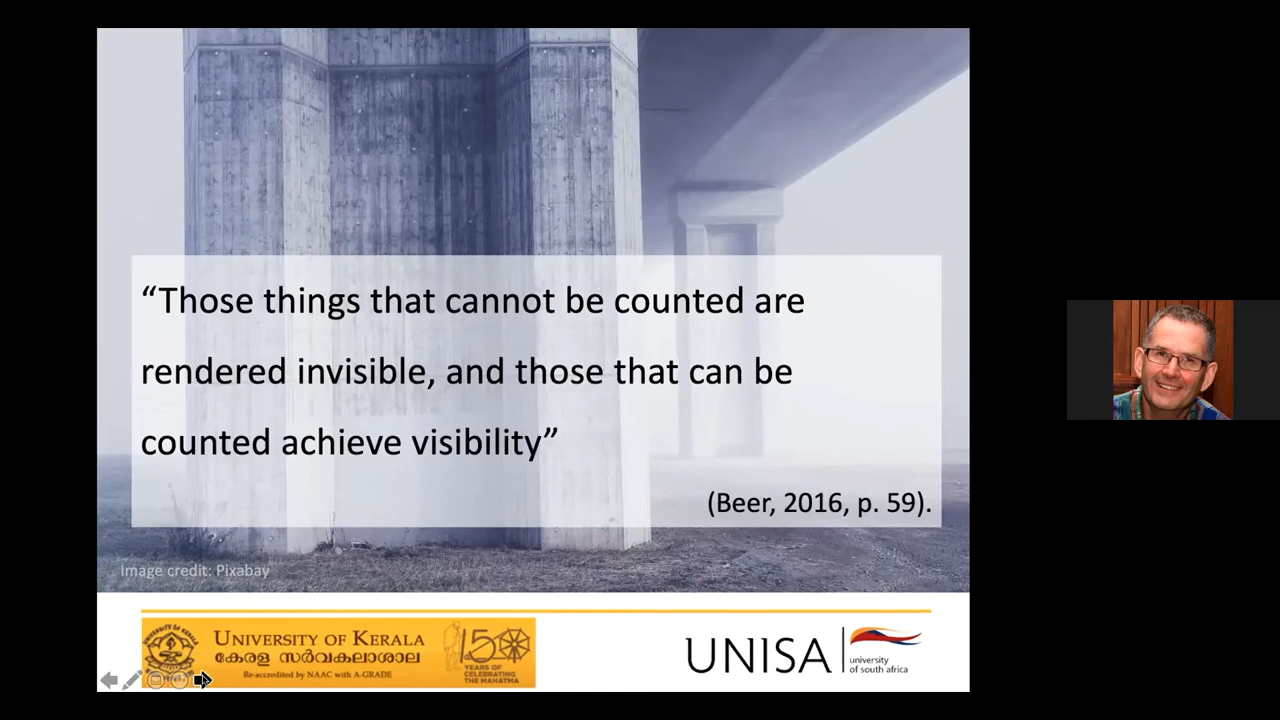 “Those things that cannot be counted are
rendered invisible, and those that can be
counted achieve visibility”
(Beer, 2016, p. 59).
Image credit: Pixabay
UNIVERSITY OF KERALA
കേരള സർവകലാശാല
Re-accredited by NAAC with A-GRADE
150
YEARS OF
CELEBRATING
THE MAHATMA
UNISA
university
of south africa